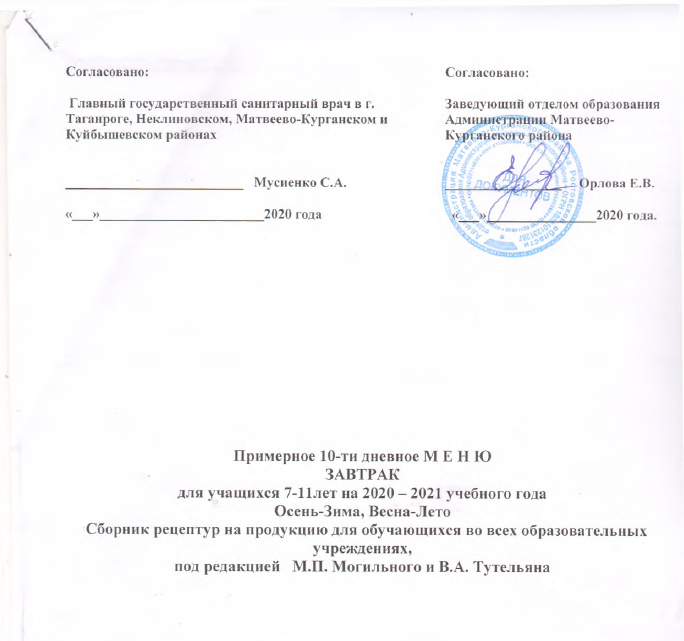 Согласовано:
Главный государственный санитарный врач в г.
Таганроге, Неклиновском, Матвеево-Курганском и
Куйбышевском районах
Мусиенко С.А.
«___»______________________2020 года
Согласовано:
Заведующий отделом образования
Администрации Матвеево-
Курганского района
Орлова Е.В.
«___»________________2020 года.
ДЛЯ
ДОКУМЕНТОВ
Примерное 10-ти дневное М Е Н Ю
ЗАВТРАК
для учащихся 7-11лет на 2020 – 2021 учебного года
Осень-Зима, Весна-Лето
Сборник рецептур на продукцию для обучающихся во всех образовательных
учреждениях,
под редакцией М.П. Могильного и В.А. Тутельяна